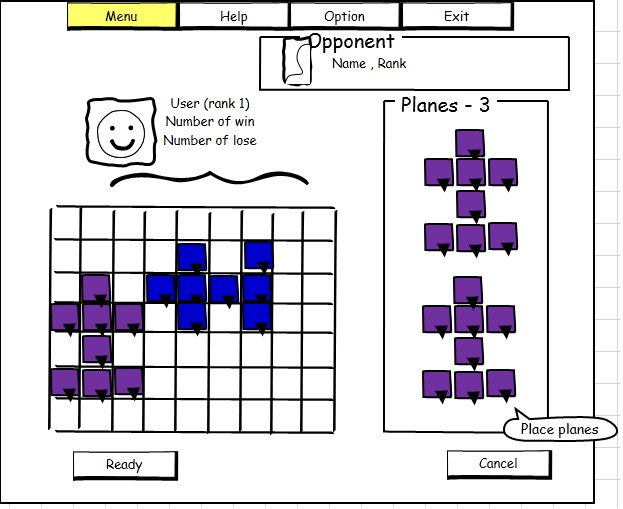 Menu
Help
Option
Exit
Opponent
Name , Rank
User (rank 1)
Number of win
Number of lose
Planes - 3
Place planes
Ready
Cancel